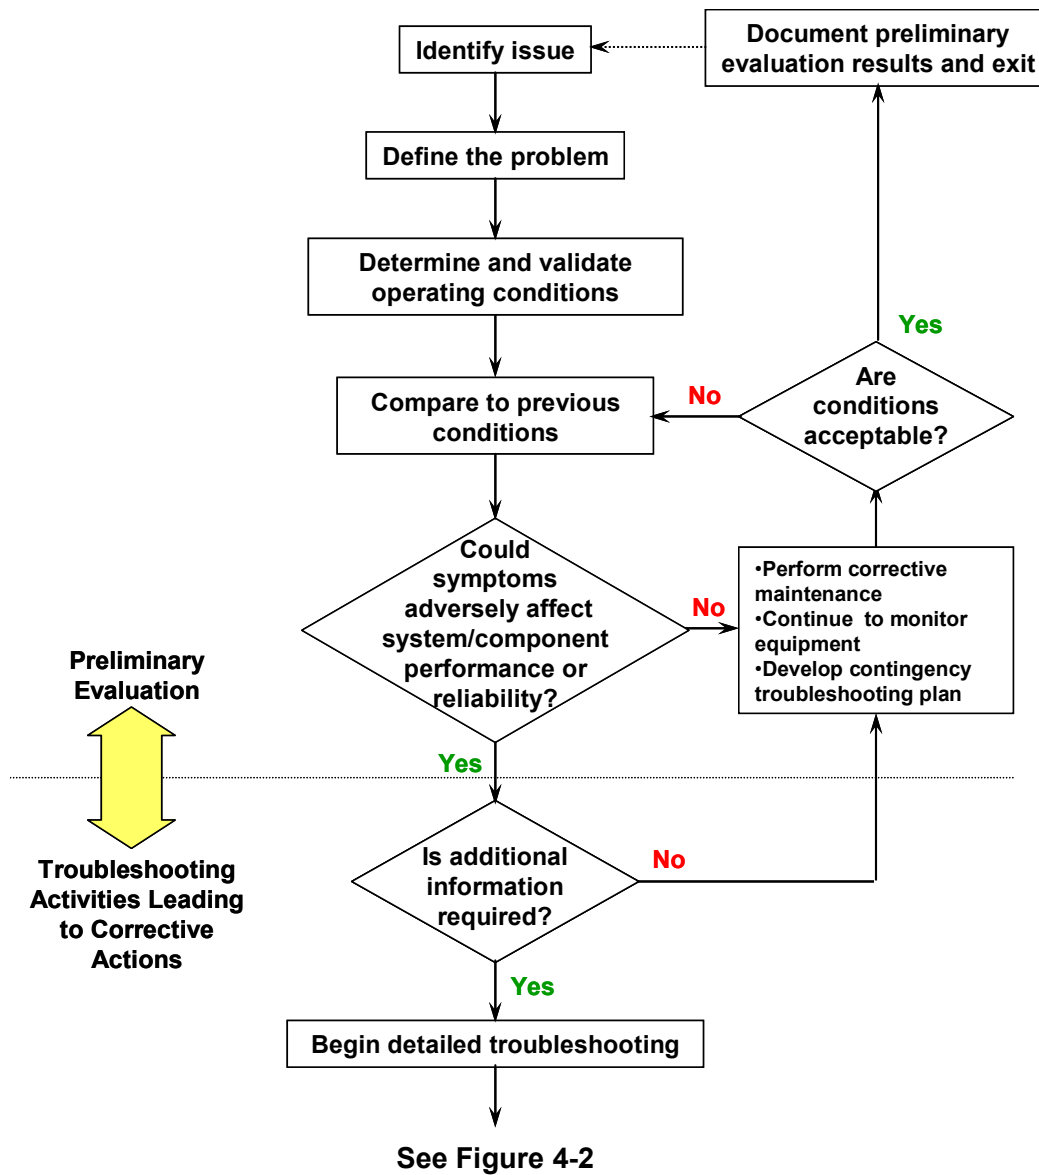 Identify issue
Document preliminary
evaluation results and exit
Define the problem
Determine and validate
operating conditions
Yes
Compare to previous
conditions
No
Are
conditions
acceptable?
Could
symptoms
adversely affect
system/component
performance or
reliability?
No
•Perform corrective
maintenance
•Continue to monitor
equipment
•Develop contingency
troubleshooting plan
Preliminary
Evaluation
Yes
Troubleshooting
Activities Leading
to Corrective
Actions
Is additional
information
required?
No
Yes
Begin detailed troubleshooting
See Figure 4-2